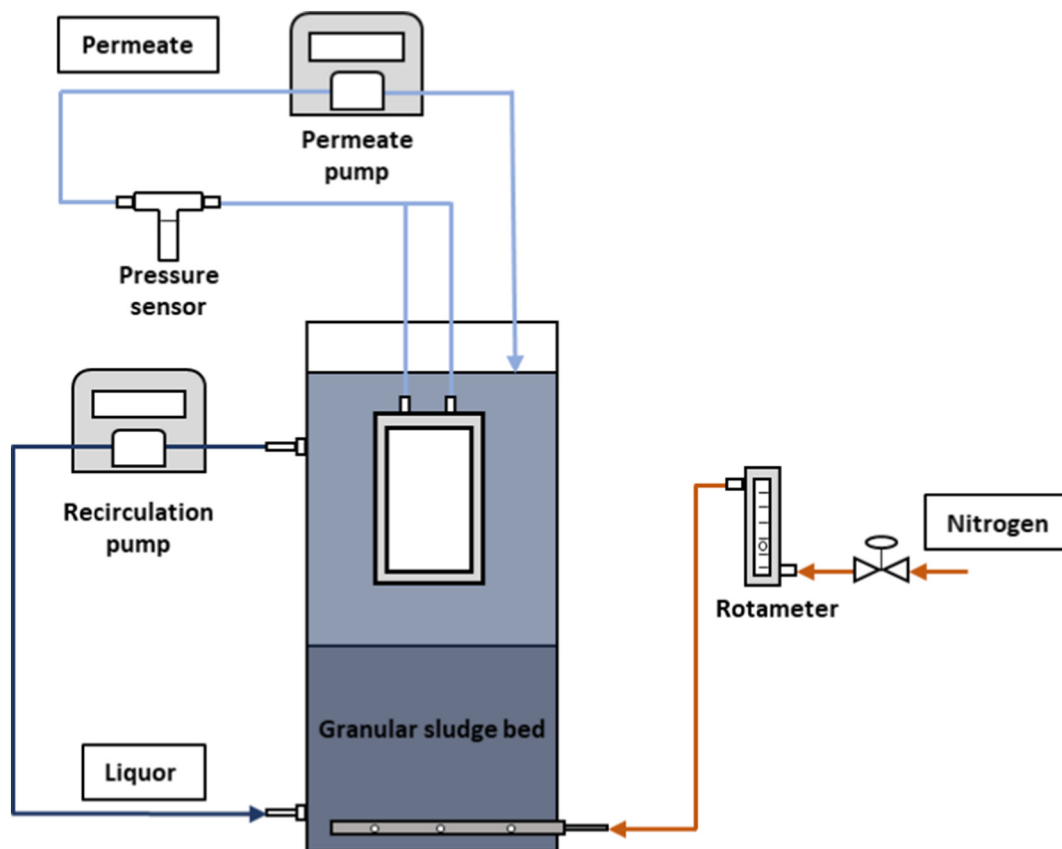 Permeate
Permeate
pump
Pressure
sensor
Recirculation
pump
Nitrogen
Rotameter
Granular sludge bed
Liquor